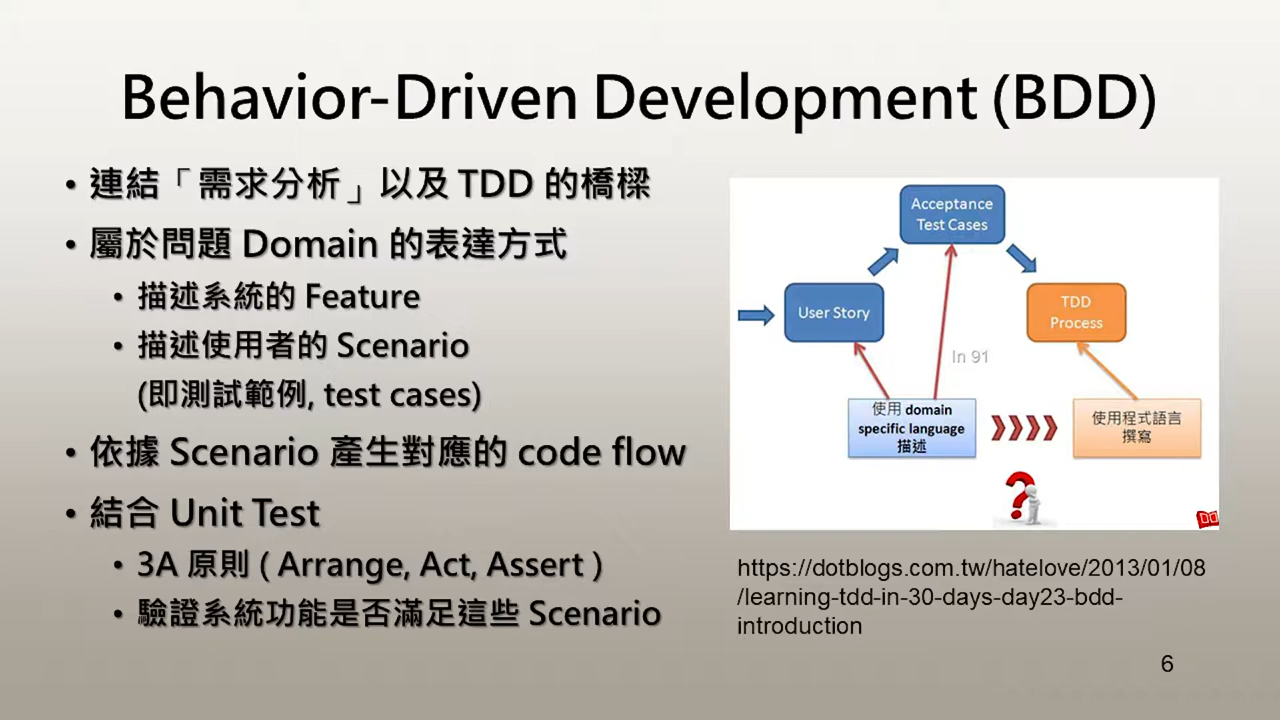 Behavior-Driven Development (BDD)
• 連結「需求分析」以及 TDD 的橋樑
• 屬於問題 Domain 的表達方式
• 描述系統的 Feature
• 描述使用者的 Scenario
(即測試範例, test cases)
• 依據 Scenario 產生對應的 code flow
• 結合 Unit Test
• 3A 原則 ( Arrange, Act, Assert )
• 驗證系統功能是否滿足這些 Scenario
Acceptance
Test Cases
User Story
TDD
Process
In 91
使用 domain
specific language
描述
使用程式語言
撰寫
https://dotblogs.com.tw/hatelove/2013/01/08
/learning-tdd-in-30-days-day23-bdd-
introduction
6